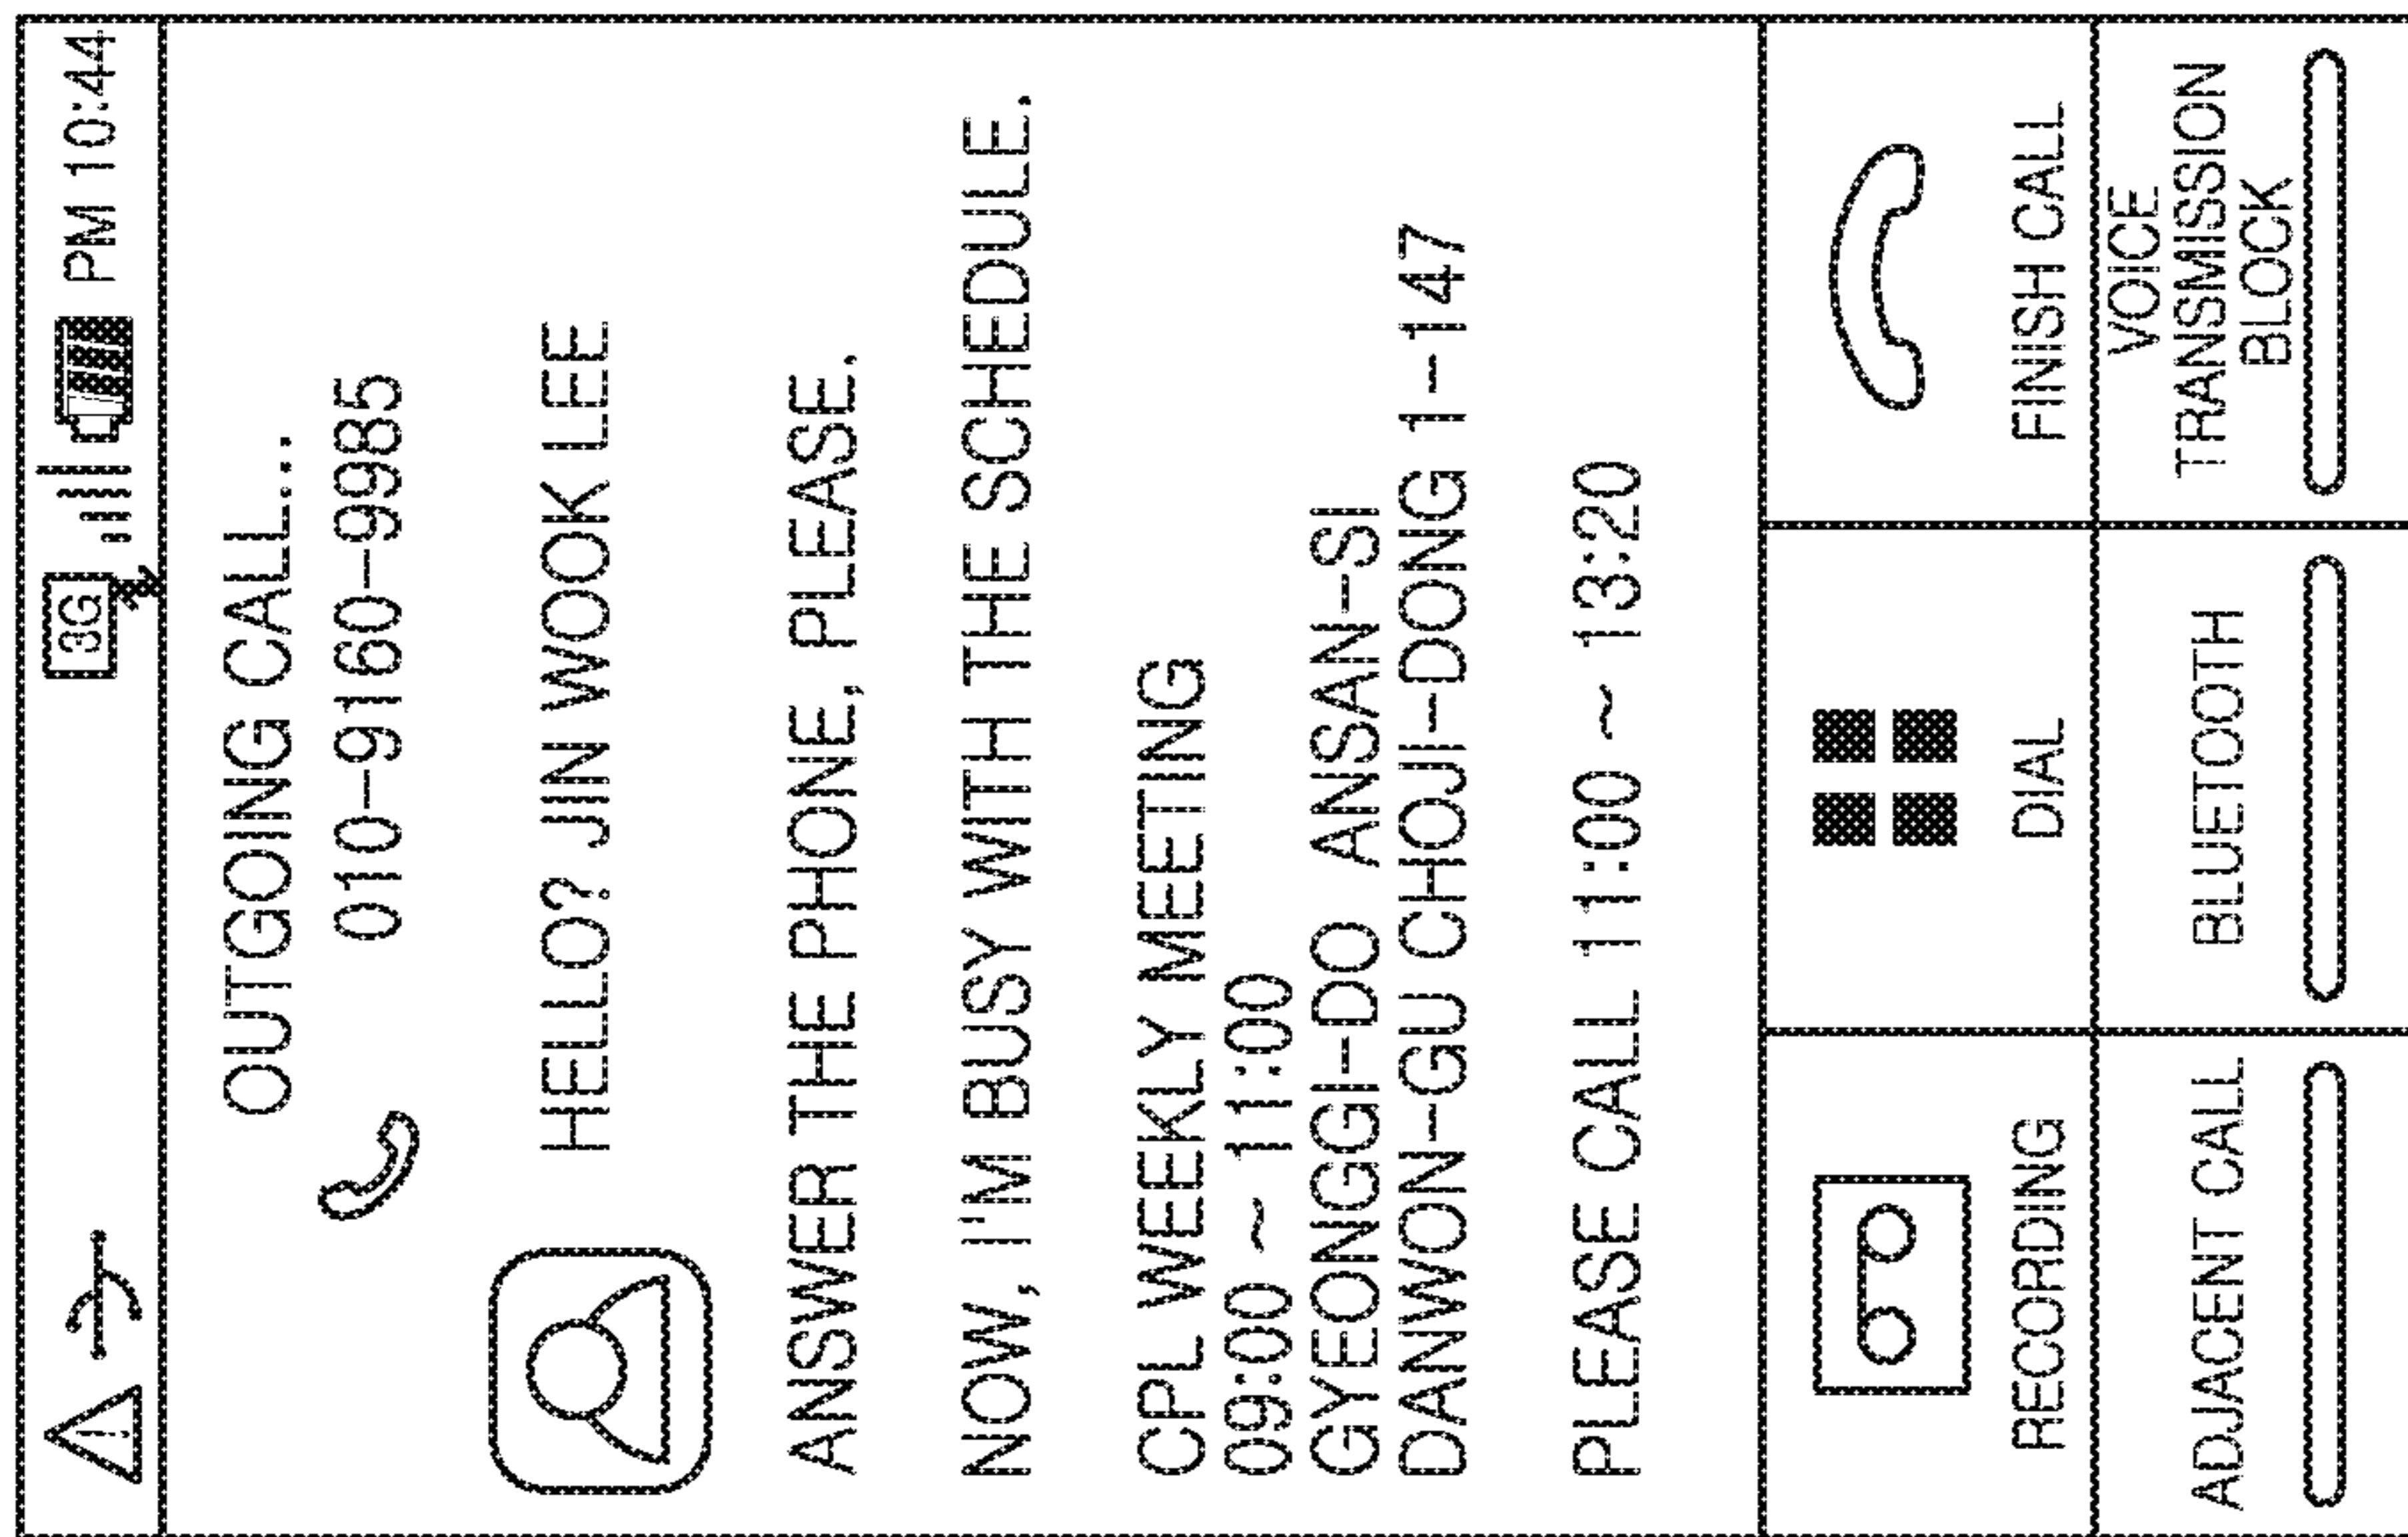 3G PM 10:44
OUTGOING CALL...
010-9160-9985
HELLO? JIN WOOK LEE
ANSWER THE PHONE, PLEASE.
NOW, I'M BUSY WITH THE SCHEDULE.
CPL WEEKLY MEETING
09:00 ~ 11:00
GYEONGGI-DO ANSAN-SI
DANWON-GU CHOJI-DONG 1-147
PLEASE CALL 11:00 ~ 13:20
RECORDING
DIAL
FINISH CALL
ADJACENT CALL
BLUETOOTH
VOICE
TRANSMISSION
BLOCK